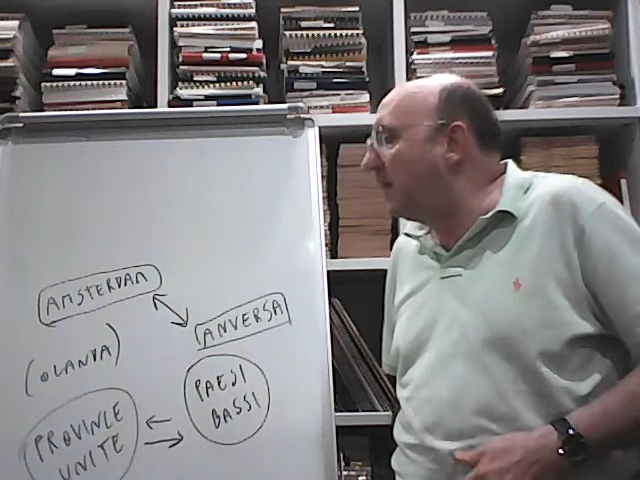 AMSTERDAM
ANVERSA
(OLANDA)
PAESI
BASSI
PROVINCE
UNITE